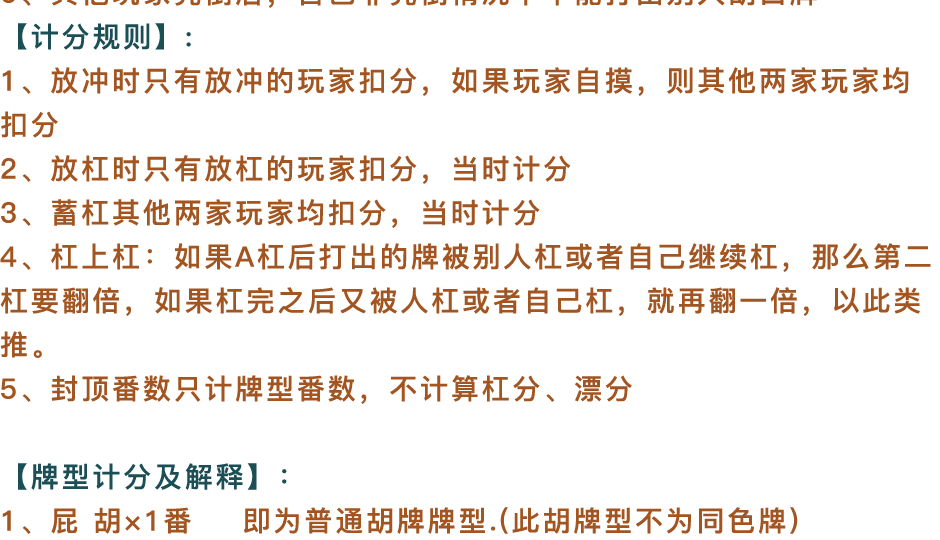 【计分规则】:
1、放冲时只有放冲的玩家扣分，如果玩家自摸，则其他两家玩家均
扣分
2、放杠时只有放杠的玩家扣分，当时计分
3、蓄杠其他两家玩家均扣分，当时计分
4、杠上杠：如果A杠后打出的牌被别人杠或者自己继续杠，那么第二
杠要翻倍，如果杠完之后又被人杠或者自己杠，就再翻一倍，以此类
推。
5、封顶番数只计牌型番数，不计算杠分、漂分
【牌型计分及解释】：
1、屁 胡×1番 即为普通胡牌牌型.(此胡牌型不为同色牌)